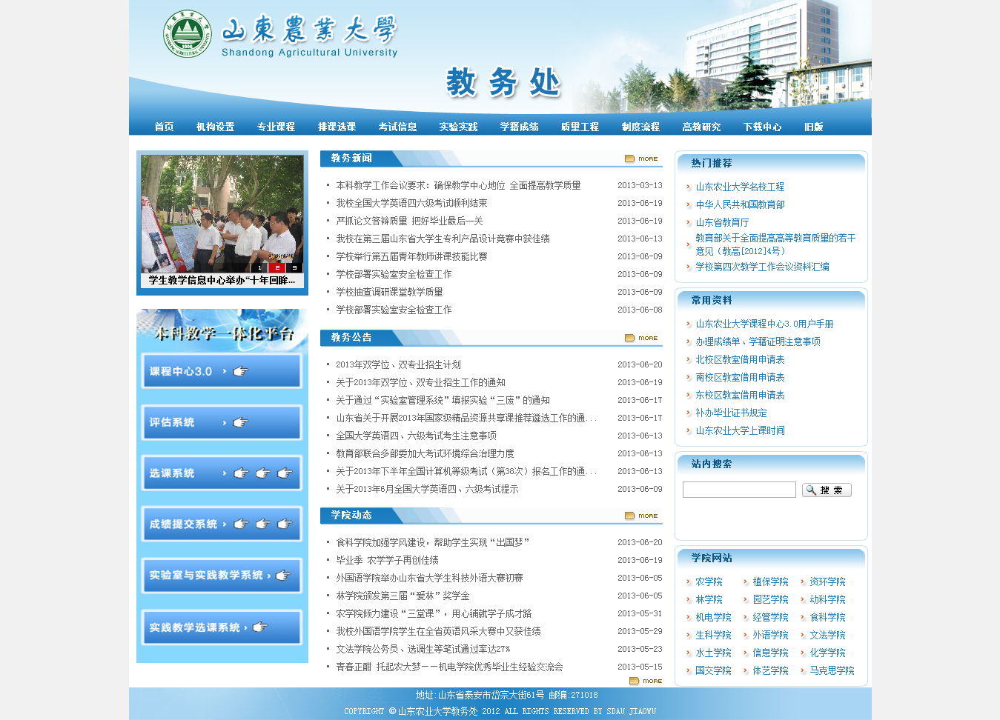 山東農業大學
Shandong Agricultural University
教务处
首页 机构设置 专业课程 排课选课 考试信息 实验实践 学籍成绩 质量工程 制度流程 高教研究 下载中心 旧版
1 2 3
学生教学信息中心举办“十年回眸...
本科教学一体化平台
课程中心3.0
评估系统
选课系统
成绩提交系统
实验室与实践教学系统
实践教学选课系统
教务新闻 MORE
本科教学工作会议要求：确保教学中心地位 全面提高教学质量 2013-03-13
我校全国大学英语四六级考试顺利结束 2013-06-19
严抓论文答辩质量 把好毕业最后一关 2013-06-19
我校在第三届山东省大学生专利产品设计竞赛中获佳绩 2013-06-13
学校举行第五届青年教师讲课技能比赛 2013-06-09
学校部署实验室安全检查工作 2013-06-09
学校抽查调研课堂教学质量 2013-06-09
学校部署实验室安全检查工作 2013-06-08
教务公告 MORE
2013年双学位、双专业招生计划 2013-06-20
关于2013年双学位、双专业招生工作的通知 2013-06-19
关于通过“实验室管理系统”填报实验“三废”的通知 2013-06-17
山东省关于开展2013年国家级精品资源共享课推荐遴选工作的通... 2013-06-17
全国大学英语四、六级考试考生注意事项 2013-06-13
教育部联合多部委加大考试环境综合治理力度 2013-06-13
关于2013年下半年全国计算机等级考试（第38次）报名工作的通... 2013-06-13
关于2013年6月全国大学英语四、六级考试提示 2013-06-09
学院动态 MORE
食科学院加强学风建设，帮助学生实现“出国梦” 2013-06-20
毕业季 农学学子再创佳绩 2013-06-19
外国语学院举办山东省大学生科技外语大赛初赛 2013-06-05
林学院颁发第三届“爱林”奖学金 2013-06-05
农学院倾力建设“三堂课”，用心铺就学子成才路 2013-05-31
我校外国语学院学生在全省英语风采大赛中又获佳绩 2013-05-29
文法学院公务员、选调生等笔试通过率达27% 2013-05-23
青春正酣 托起农大梦——机电学院优秀毕业生经验交流会 2013-05-15
MORE
热门推荐
山东农业大学名校工程
中华人民共和国教育部
山东省教育厅
教育部关于全面提高高等教育质量的若干
意见（教高[2012]4号）
学校第四次教学工作会议资料汇编
常用资料
山东农业大学课程中心3.0用户手册
办理成绩单、学籍证明注意事项
北校区教室借用申请表
南校区教室借用申请表
东校区教室借用申请表
补办毕业证书规定
山东农业大学上课时间
站内搜索
搜 索
学院网站
农学院 植保学院 资环学院
林学院 园艺学院 动科学院
机电学院 经管学院 食科学院
生科学院 外语学院 文法学院
水土学院 信息学院 化学学院
国交学院 体艺学院 马克思学院
地址:山东省泰安市岱宗大街61号 邮编:271018
COPYRIGHT ©山东农业大学教务处 2012 ALL RIGHTS RESERVED BY SDAU JIAOWU